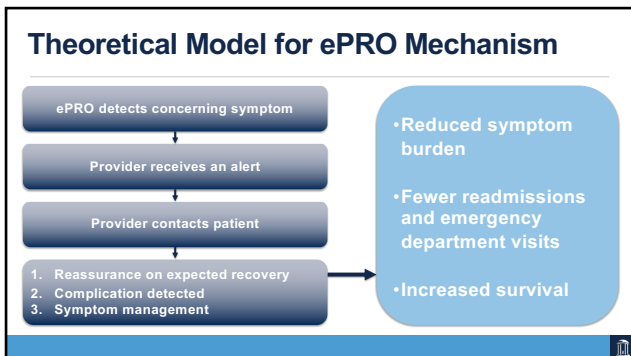 Theoretical Model for ePRO Mechanism
ePRO detects concerning symptom
Provider receives an alert
Provider contacts patient
1. Reassurance on expected recovery
2. Complication detected
3. Symptom management
•Reduced symptom
burden
•Fewer readmissions
and emergency
department visits
•Increased survival